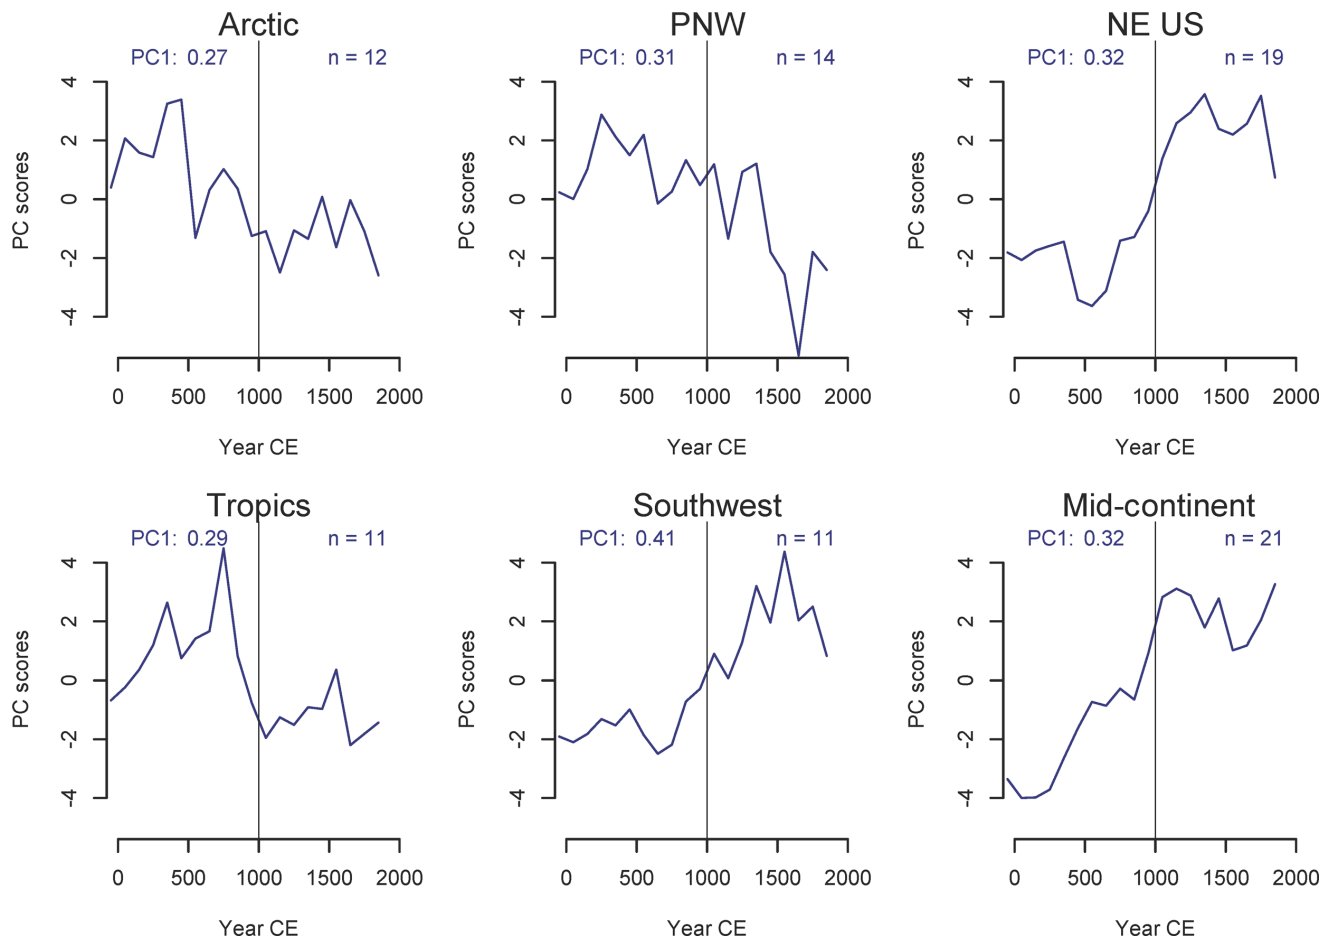 Arctic
PC1: 0.27 n = 12
PC scores
4
2
0
-2
-4
0 500 1000 1500 2000
Year CE
PNW
PC1: 0.31 n = 14
PC scores
4
2
0
-2
-4
0 500 1000 1500 2000
Year CE
NE US
PC1: 0.32 n = 19
PC scores
4
2
0
-2
-4
0 500 1000 1500 2000
Year CE
Tropics
PC1: 0.29 n = 11
PC scores
4
2
0
-2
-4
0 500 1000 1500 2000
Year CE
Southwest
PC1: 0.41 n = 11
PC scores
4
2
0
-2
-4
0 500 1000 1500 2000
Year CE
Mid-continent
PC1: 0.32 n = 21
PC scores
4
2
0
-2
-4
0 500 1000 1500 2000
Year CE